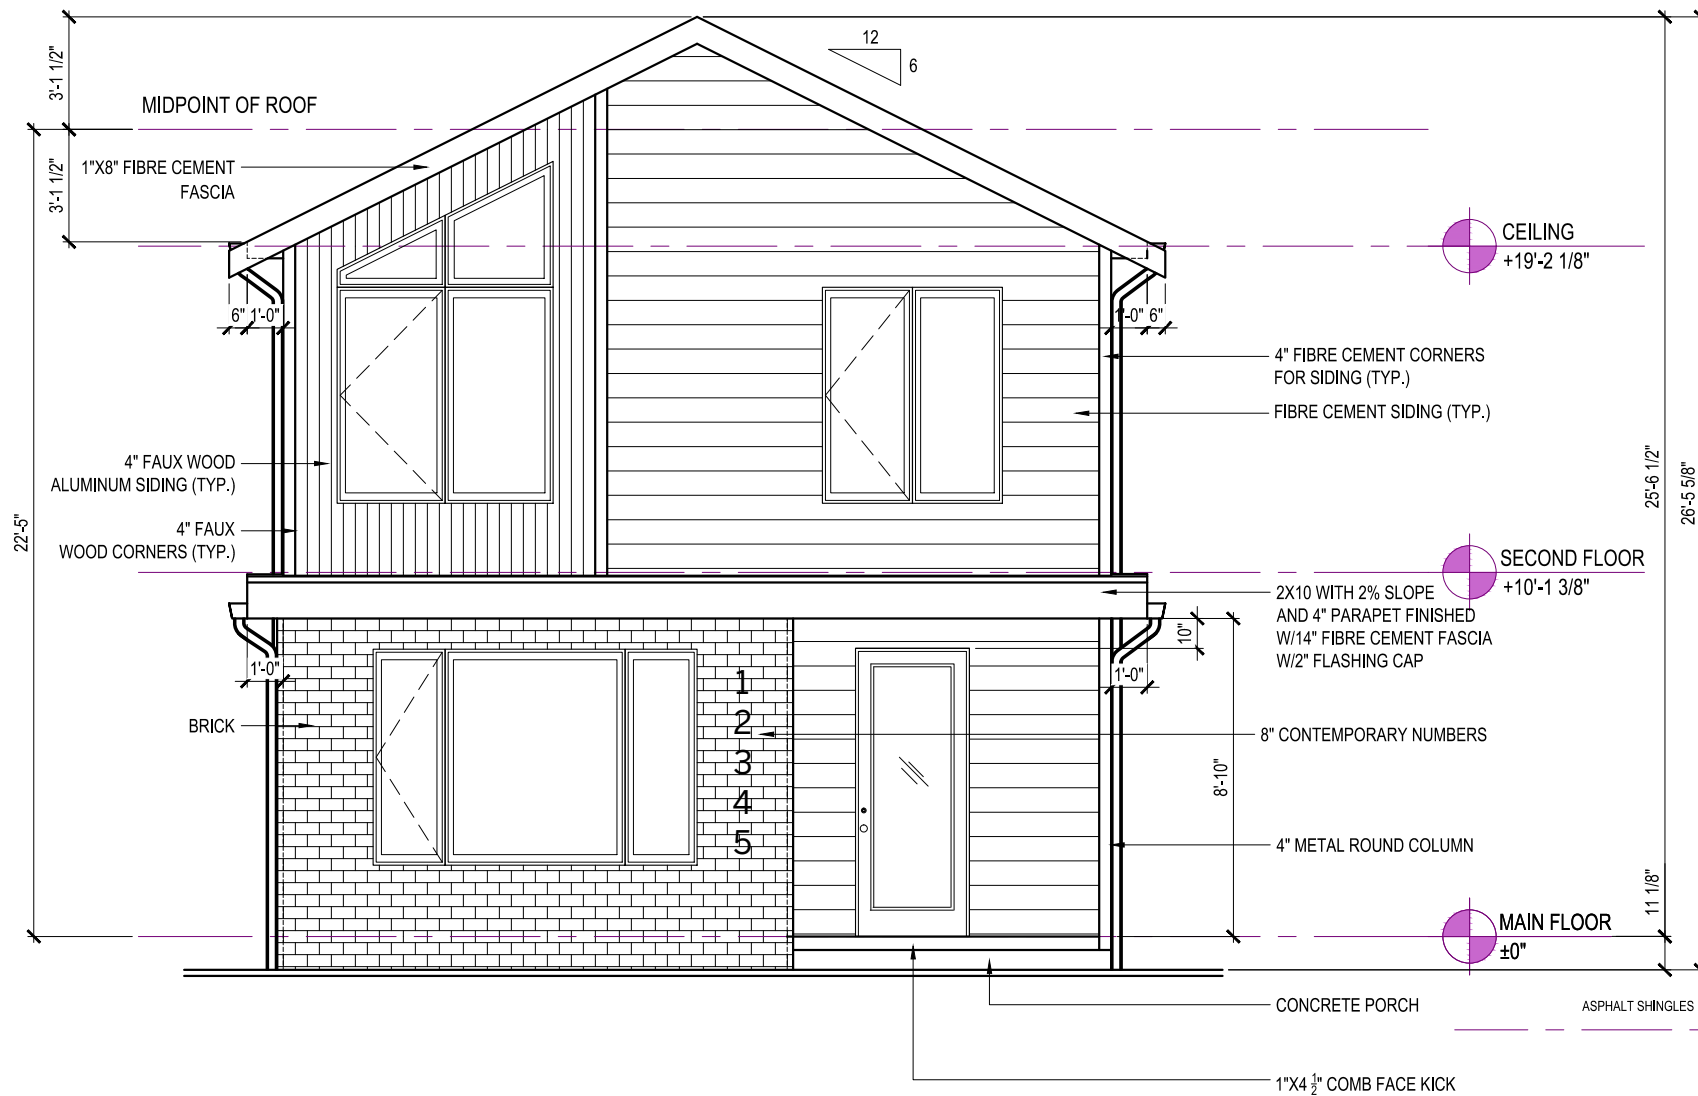 12
6
3'-1 1/2"
MIDPOINT OF ROOF
3'-1 1/2"
1"X8" FIBRE CEMENT
FASCIA
CEILING
+19'-2 1/8"
6"
1'-0"
1'-0"
6"
4" FIBRE CEMENT CORNERS
FOR SIDING (TYP.)
FIBRE CEMENT SIDING (TYP.)
4" FAUX WOOD
ALUMINUM SIDING (TYP.)
4" FAUX
WOOD CORNERS (TYP.)
22'-5"
25'-6 1/2"
26'-5 5/8"
SECOND FLOOR
+10'-1 3/8"
2X10 WITH 2% SLOPE
AND 4" PARAPET FINISHED
W/14" FIBRE CEMENT FASCIA
W/2" FLASHING CAP
10"
1'-0"
1'-0"
BRICK
1
2
3
4
5
8" CONTEMPORARY NUMBERS
8'-10"
4" METAL ROUND COLUMN
11 1/8"
MAIN FLOOR
±0"
CONCRETE PORCH
ASPHALT SHINGLES
1"X4 1/2" COMB FACE KICK